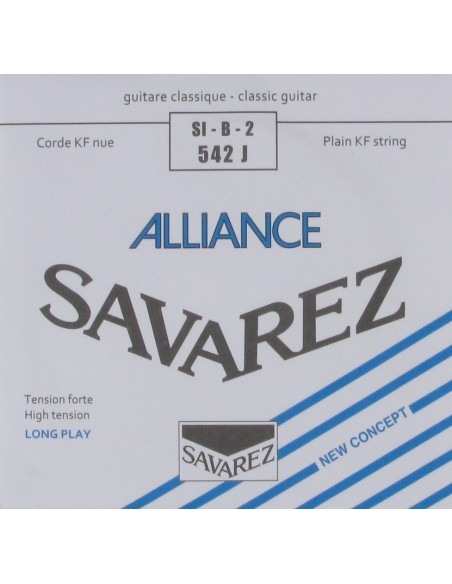 guitare classique - classic guitar
Corde KF nue
SI - B - 2
542 J
Plain KF string
ALLIANCE
SAVAREZ
Tension forte
High tension
LONG PLAY
SAVAREZ
NEW CONCEPT